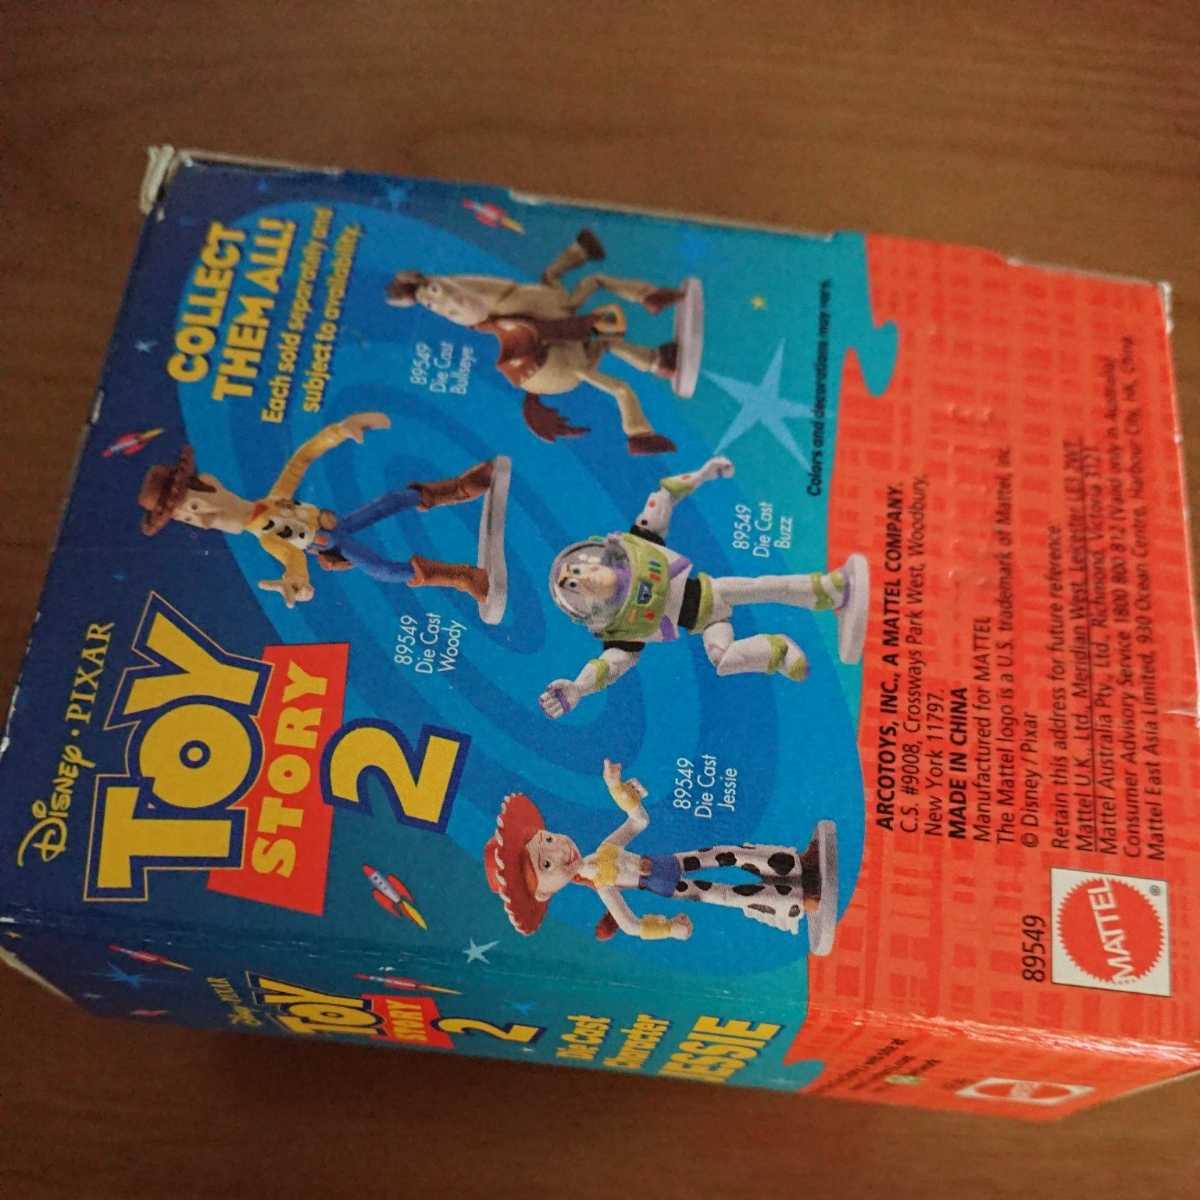 DISNEY · PIXAR
TOY
STORY
2
COLLECT
THEM ALL!
Each sold separately and
subject to availability.
89549
Die Cast
Bullseye
89549
Die Cast
Woody
89549
Die Cast
Buzz
89549
Die Cast
Jessie
Colors and decorations may vary.
ARCOTOYS, INC., A MATTEL COMPANY.
C.S. #9008, Crossways Park West, Woodbury,
New York 11797.
MADE IN CHINA
Manufactured for MATTEL
The Mattel logo is a U.S. trademark of Mattel, Inc.
© Disney / Pixar
Retain this address for future reference
Mattel U.K., Ltd. Meridian West, Leicester LE3 2WT
Mattel Australia Pty., Ltd., Richmond, Victoria 3121
Consumer Advisory Service 1800 800 812 (valid only in Australia)
Mattel East Asia Limited, 930 Ocean Centre, Harbour City, HK, China
89549
MATTEL
®
DISNEY · PIXAR
TOY
STORY
2
Die Cast
Character
JESSIE